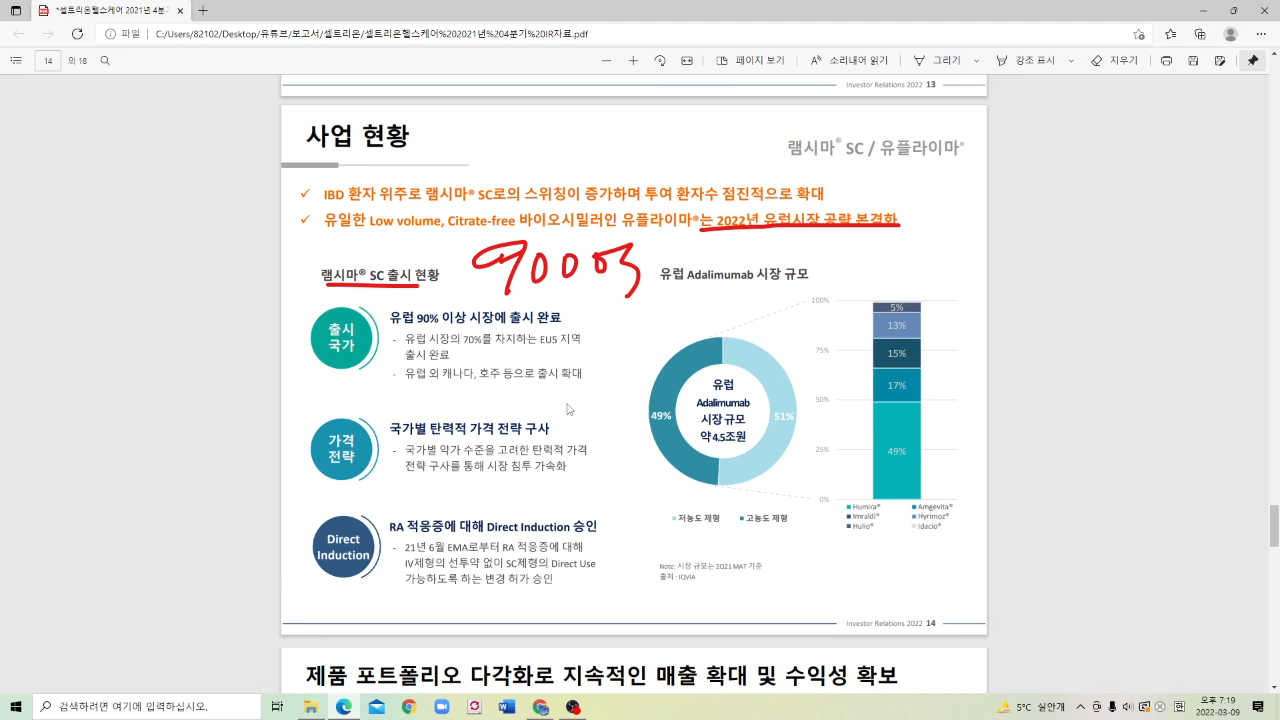 셀트리온헬스케어 2021년 4분기
파일
C:/Users/82102/Desktop/유튜브/보고서/셀트리온/셀트리온헬스케어%202021년%204분기%20IR자료.pdf
14 의 18
페이지 보기
소리내어 읽기
그리기
강조 표시
지우기
Investor Relations 2022 13
사업 현황
램시마® SC / 유플라이마®
✓ IBD 환자 위주로 램시마® SC로의 스위칭이 증가하며 투여 환자수 점진적으로 확대
✓ 유일한 Low volume, Citrate-free 바이오시밀러인 유플라이마®는 2022년 유럽시장 공략 본격화
램시마® SC 출시 현황
9000억
출시
국가
유럽 90% 이상 시장에 출시 완료
- 유럽 시장의 70%를 차지하는 EU5 지역
출시 완료
- 유럽 외 캐나다, 호주 등으로 출시 확대
가격
전략
국가별 탄력적 가격 전략 구사
- 국가별 약가 수준을 고려한 탄력적 가격
전략 구사를 통해 시장 침투 가속화
Direct
Induction
RA 적응증에 대해 Direct Induction 승인
- 21년 6월 EMA로부터 RA 적응증에 대해
IV제형의 선투약 없이 SC제형의 Direct Use
가능하도록 하는 변경 허가 승인
유럽 Adalimumab 시장 규모
유럽
Adalimumab
시장 규모
약 4.5조원
49%
51%
저농도 제형
고농도 제형
100%
75%
50%
25%
0%
5%
13%
15%
17%
49%
Humira®
Amgevita®
Imraldi®
Hyrimoz®
Hulio®
Idacio®
Note: 시장 규모는 2Q21 MAT 기준
출처 : IQVIA
Investor Relations 2022 14
제품 포트폴리오 다각화로 지속적인 매출 확대 및 수익성 확보
검색하려면 여기에 입력하십시오.
5°C 실안개
오후 7:10
2022-03-09